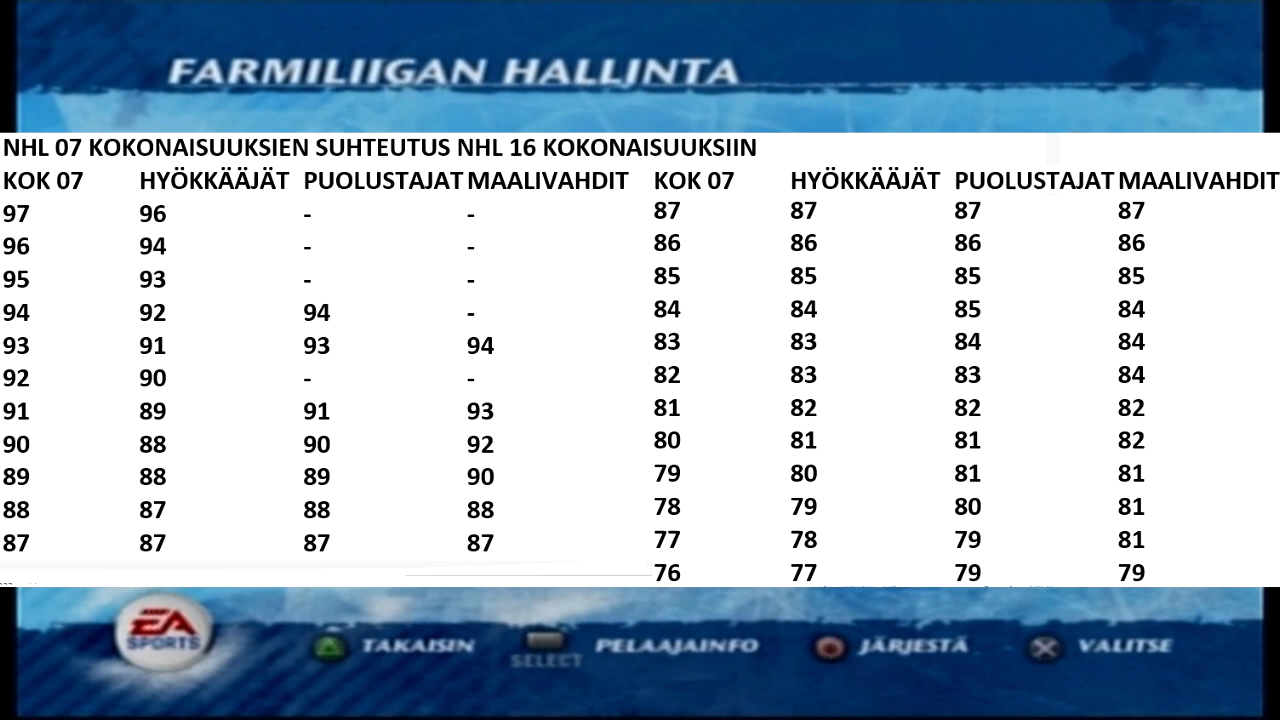 FARMILIIGAN HALLINTA
NHL 07 KOKONAISUUKSIEN SUHTEUTUS NHL 16 KOKONAISUUKSIIN
KOK 07 HYÖKKÄÄJÄT PUOLUSTAJAT MAALIVAHDIT KOK 07 HYÖKKÄÄJÄT PUOLUSTAJAT MAALIVAHDIT
97 96 - - 87 87 87 87
96 94 - - 86 86 86 86
95 93 - - 85 85 85 85
94 92 94 - 84 84 85 84
93 91 93 94 83 83 84 84
92 90 - - 82 83 83 84
91 89 91 93 81 82 82 82
90 88 90 92 80 81 81 82
89 88 89 90 79 80 81 81
88 87 88 88 78 79 80 81
87 87 87 87 77 78 79 81
76 77 79 79
EA SPORTS
TAKAISIN SELECT PELAAJAINFO JÄRJESTÄ VALITSE